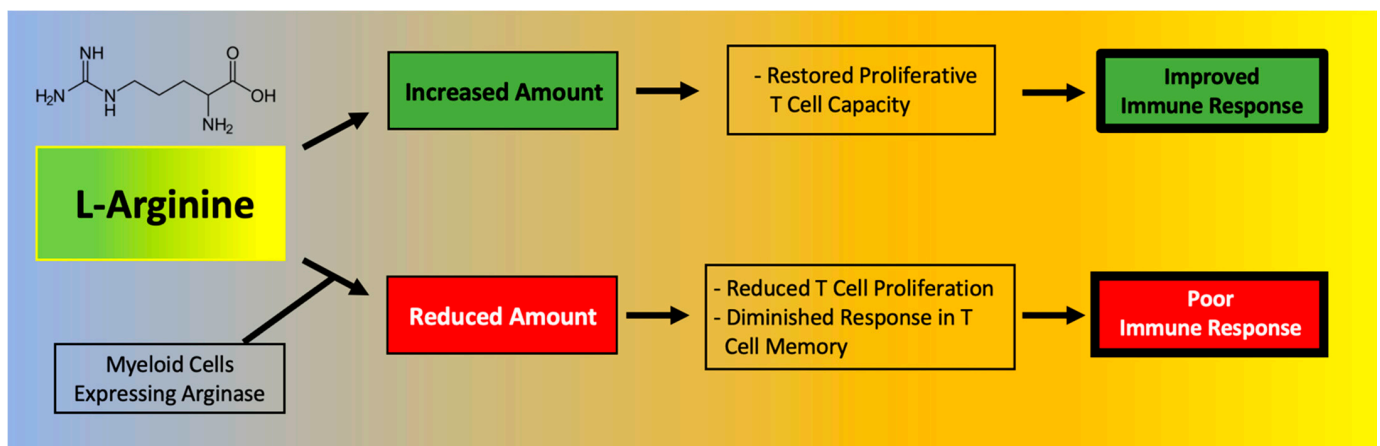 NH
O
H₂N
N
H
OH
NH₂
L-Arginine
Myeloid Cells
Expressing Arginase
Increased Amount
- Restored Proliferative
T Cell Capacity
Improved
Immune Response
Reduced Amount
- Reduced T Cell Proliferation
- Diminished Response in T
Cell Memory
Poor
Immune Response